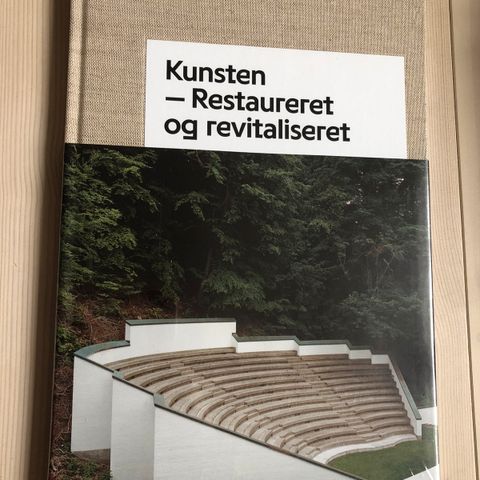 Kunsten
– Restaureret
og revitaliseret